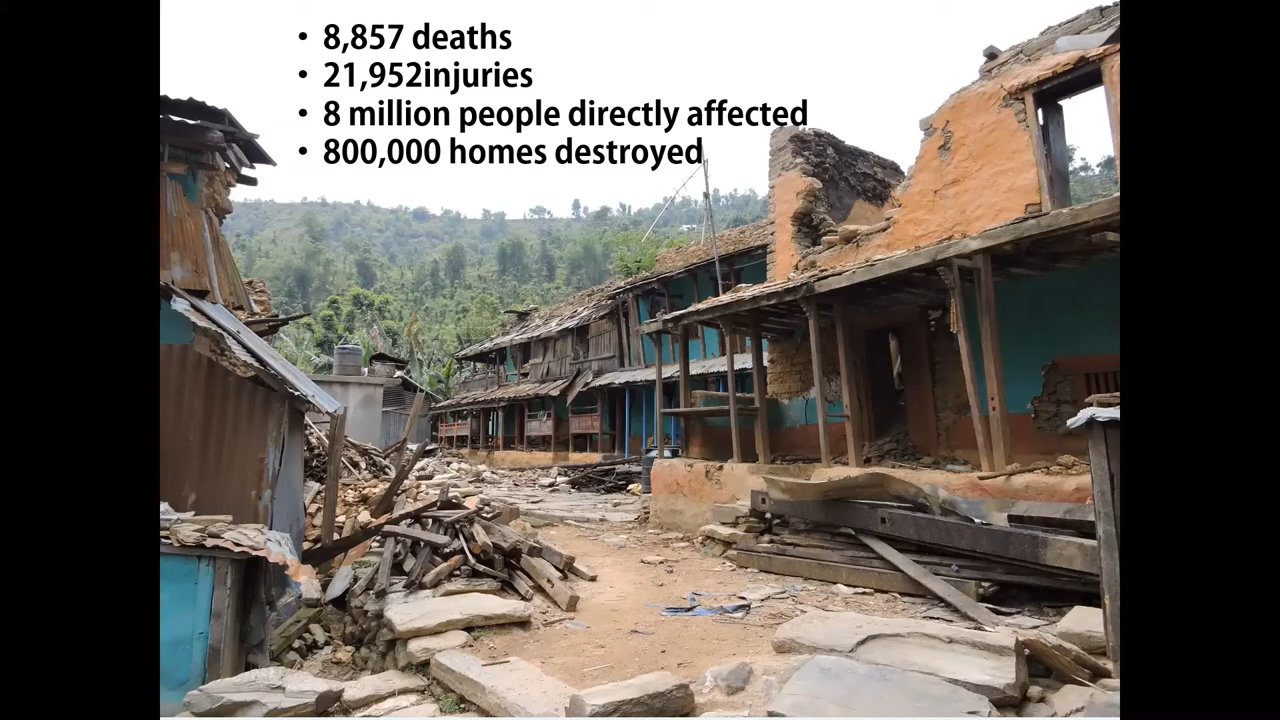 • 8,857 deaths
• 21,952injuries
• 8 million people directly affected
• 800,000 homes destroyed